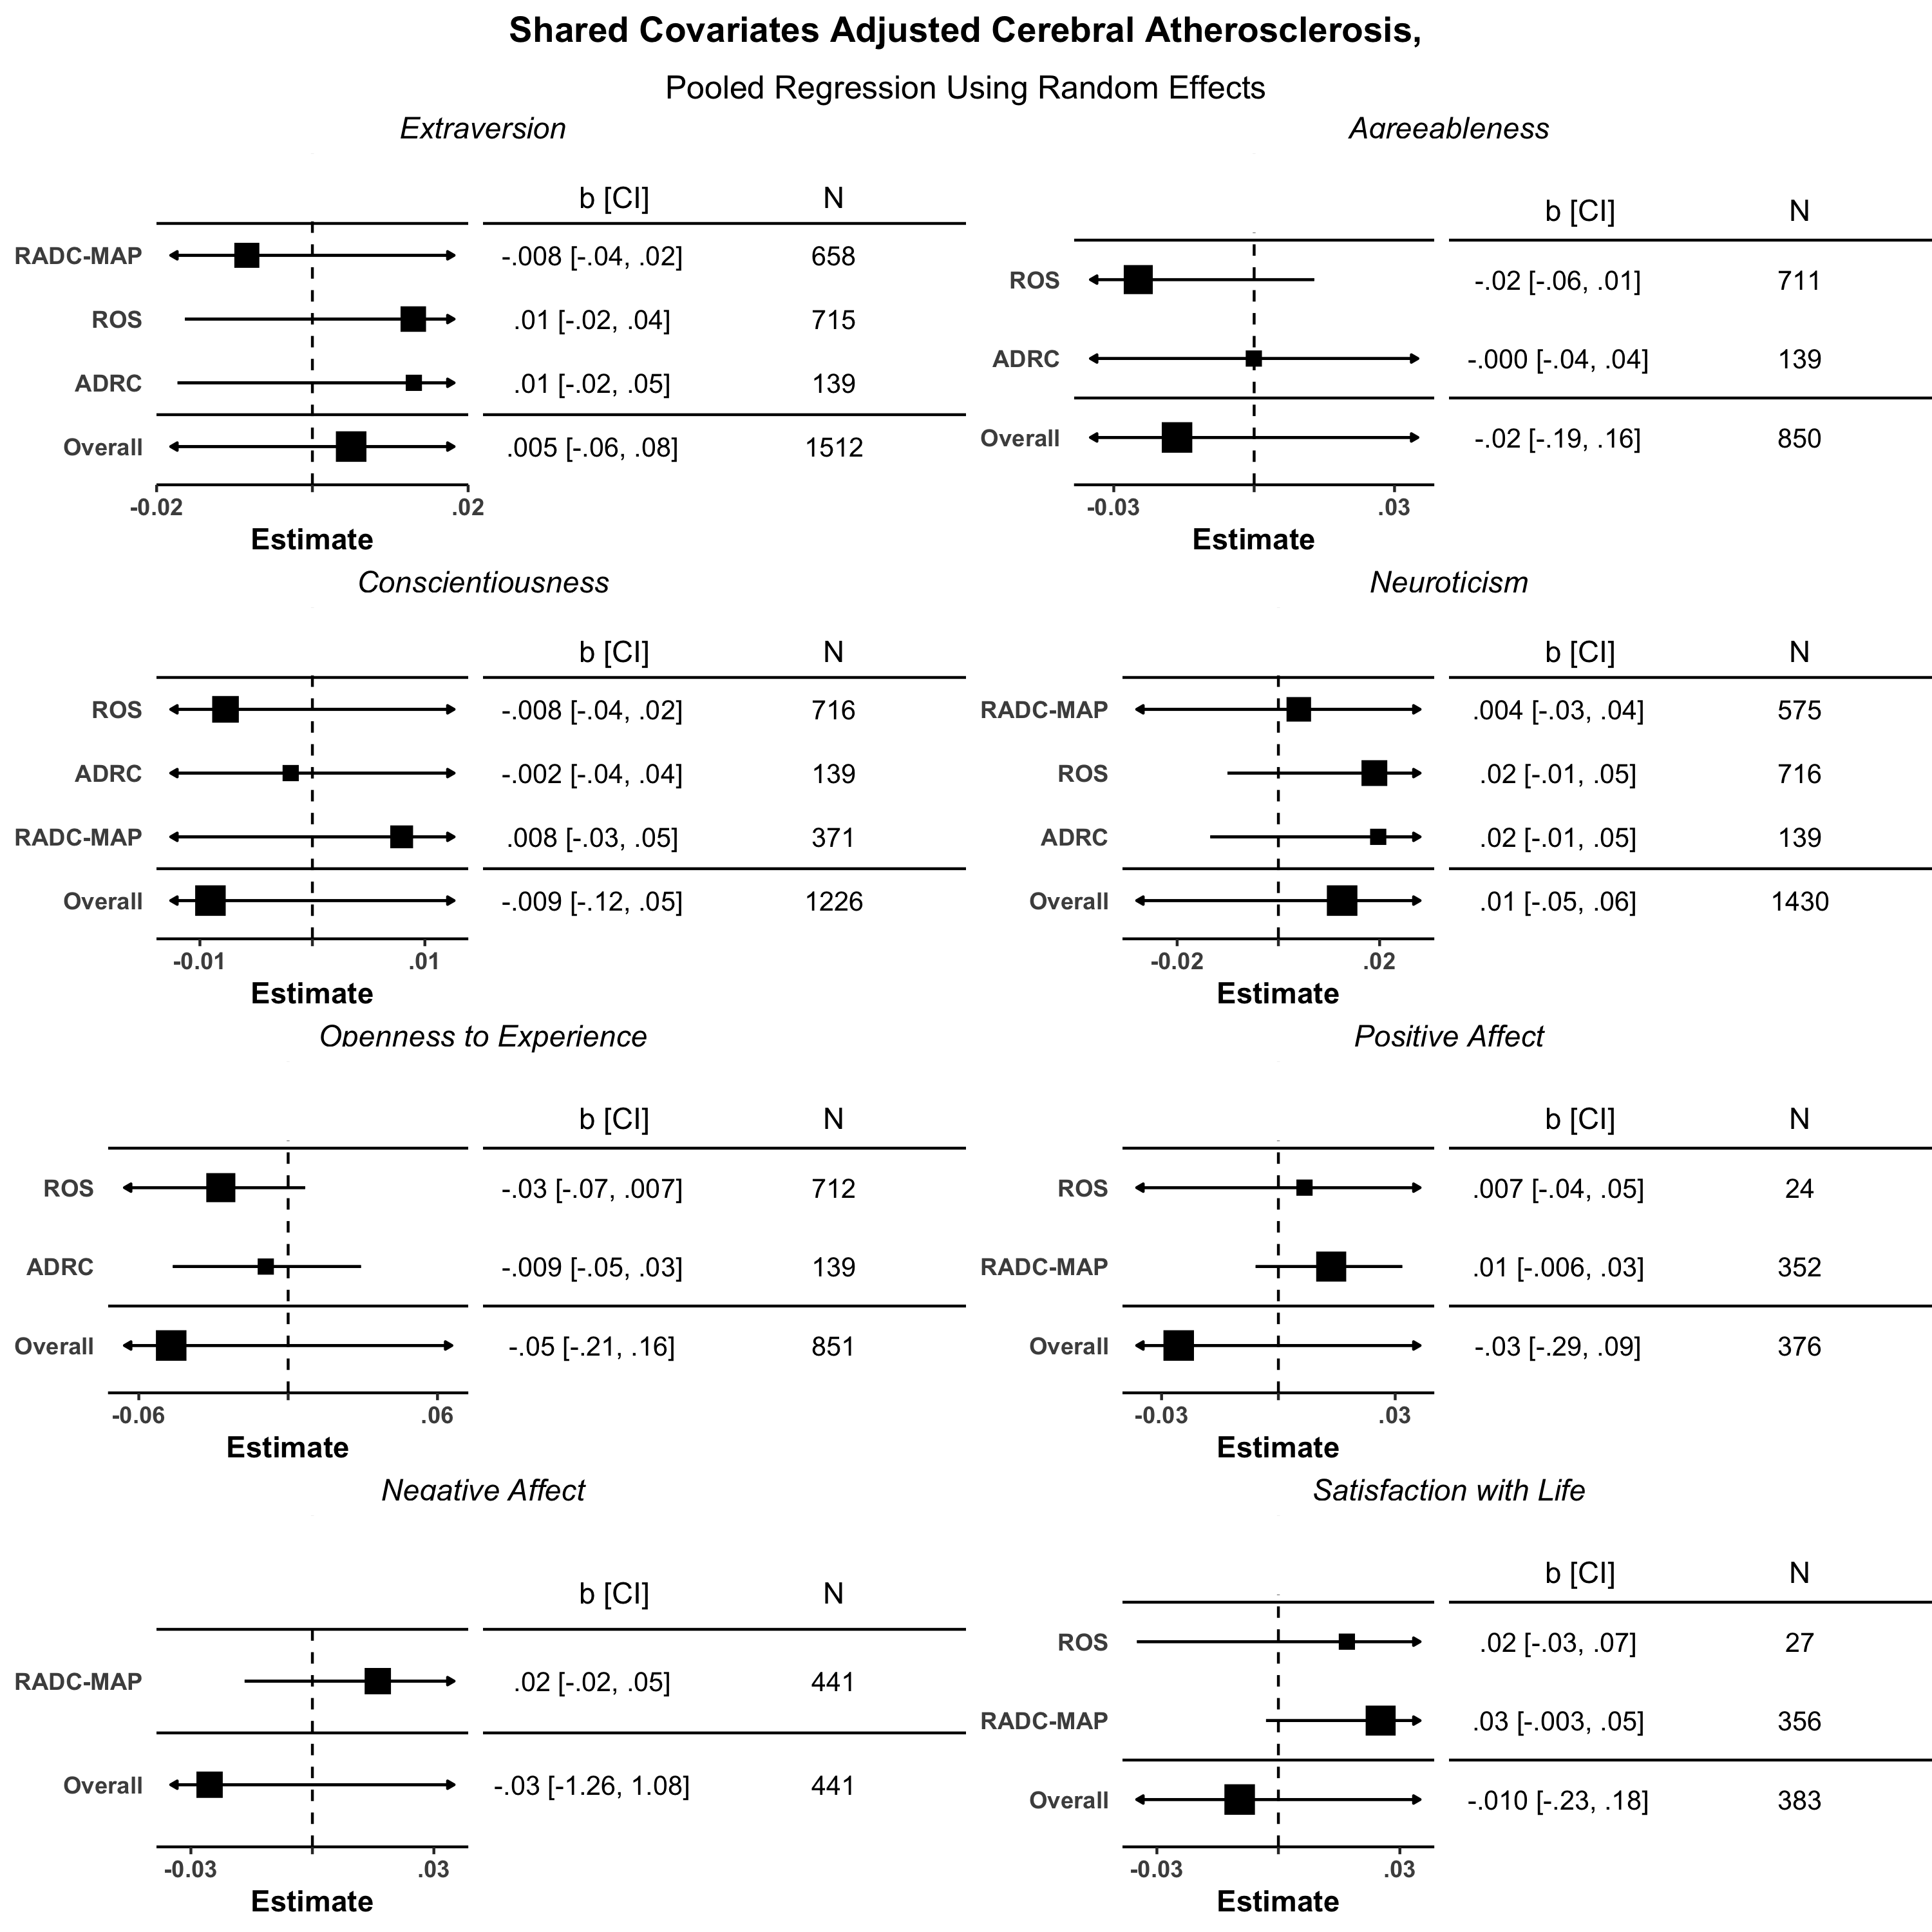 Shared Covariates Adjusted Cerebral Atherosclerosis,
Pooled Regression Using Random Effects
Extraversion
b [CI] N
RADC-MAP -.008 [-.04, .02] 658
ROS .01 [-.02, .04] 715
ADRC .01 [-.02, .05] 139
Overall .005 [-.06, .08] 1512
-0.02 .02
Estimate
Agreeableness
b [CI] N
ROS -.02 [-.06, .01] 711
ADRC -.000 [-.04, .04] 139
Overall -.02 [-.19, .16] 850
-0.03 .03
Estimate
Conscientiousness
b [CI] N
ROS -.008 [-.04, .02] 716
ADRC -.002 [-.04, .04] 139
RADC-MAP .008 [-.03, .05] 371
Overall -.009 [-.12, .05] 1226
-0.01 .01
Estimate
Neuroticism
b [CI] N
RADC-MAP .004 [-.03, .04] 575
ROS .02 [-.01, .05] 716
ADRC .02 [-.01, .05] 139
Overall .01 [-.05, .06] 1430
-0.02 .02
Estimate
Openness to Experience
b [CI] N
ROS -.03 [-.07, .007] 712
ADRC -.009 [-.05, .03] 139
Overall -.05 [-.21, .16] 851
-0.06 .06
Estimate
Positive Affect
b [CI] N
ROS .007 [-.04, .05] 24
RADC-MAP .01 [-.006, .03] 352
Overall -.03 [-.29, .09] 376
-0.03 .03
Estimate
Negative Affect
b [CI] N
RADC-MAP .02 [-.02, .05] 441
Overall -.03 [-1.26, 1.08] 441
-0.03 .03
Estimate
Satisfaction with Life
b [CI] N
ROS .02 [-.03, .07] 27
RADC-MAP .03 [-.003, .05] 356
Overall -.010 [-.23, .18] 383
-0.03 .03
Estimate